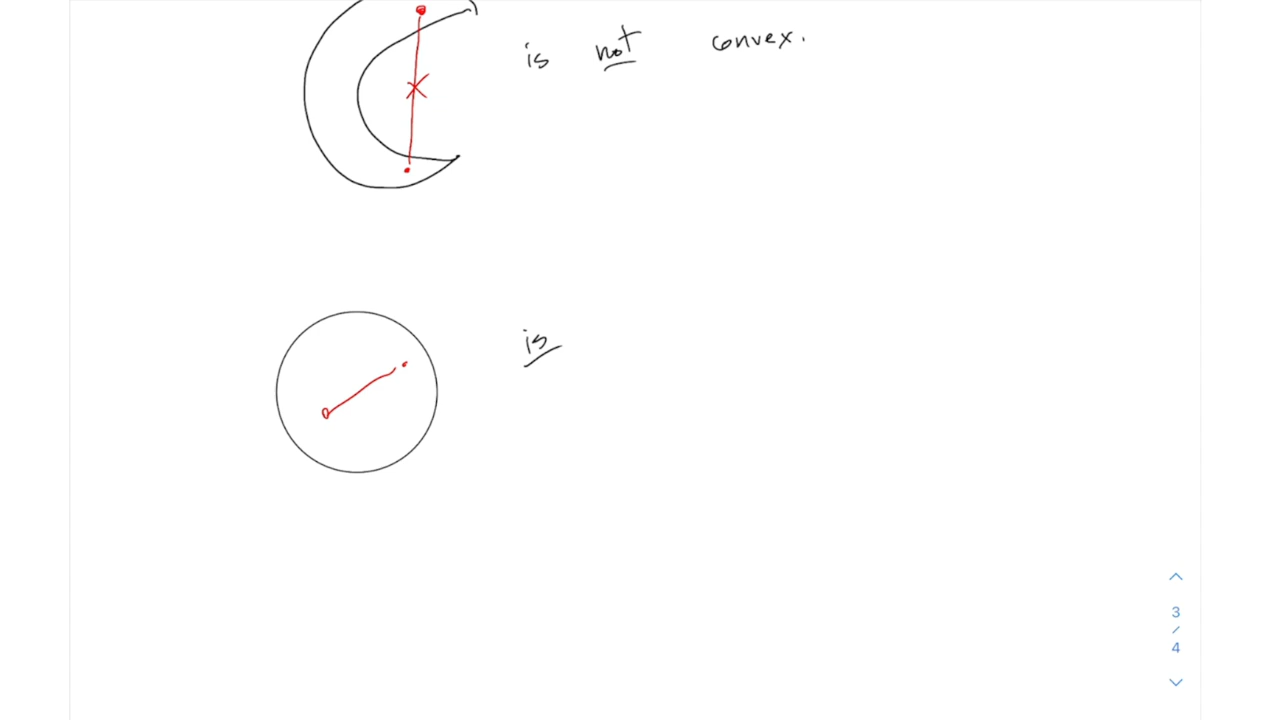 is not convex.
is
3
/
4